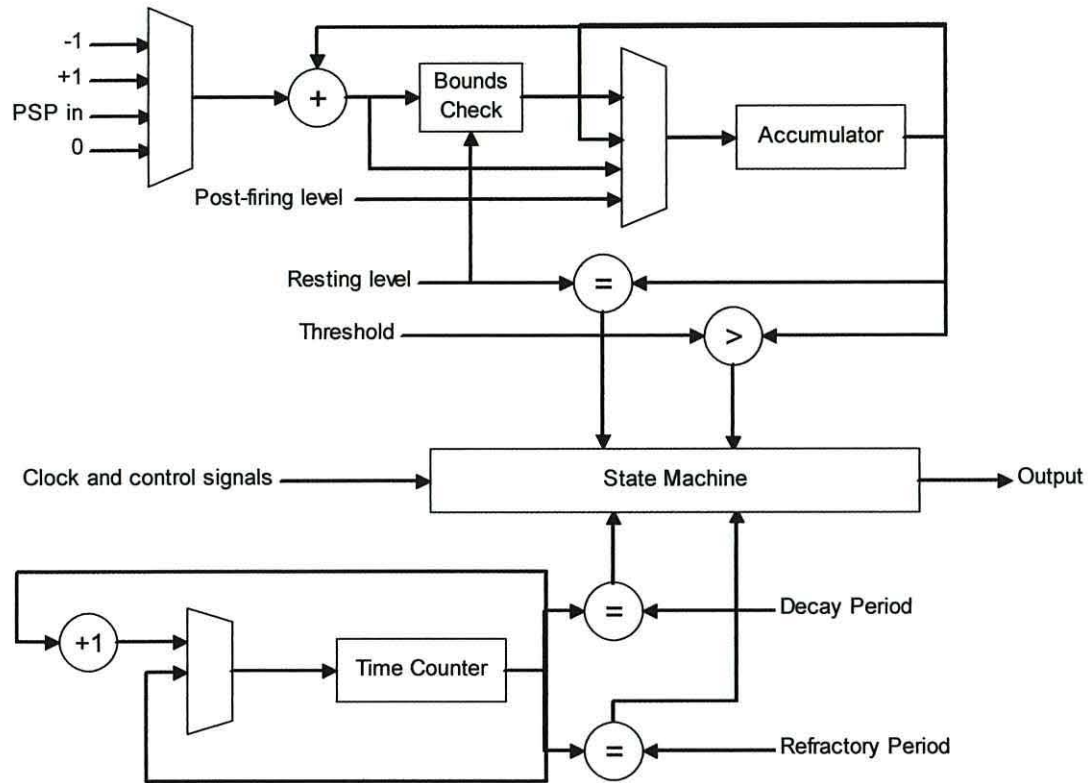 -1
+1
PSP in
0
+
Bounds
Check
Accumulator
Post-firing level
Resting level
=
Threshold
>
Clock and control signals
State Machine
Output
+1
Time Counter
=
Decay Period
=
Refractory Period